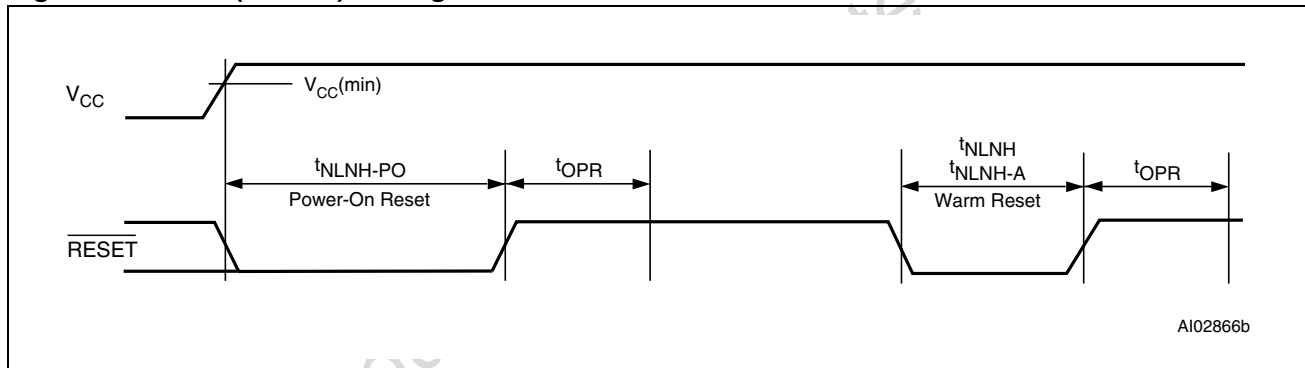 VCC
VCC(min)
tNLNH-PO
Power-On Reset
tOPR
tNLNH
tNLNH-A
Warm Reset
tOPR
RESET
AI02866b